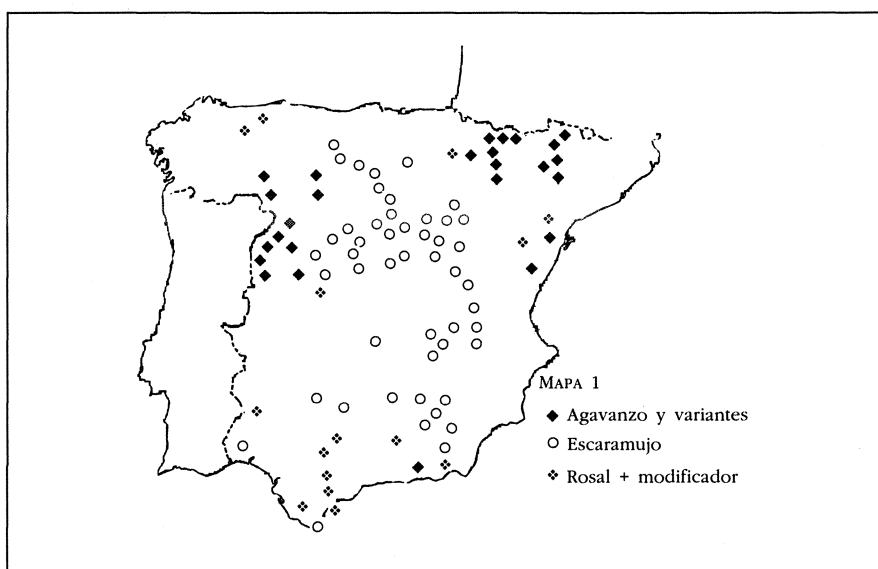 MAPA 1
Agavanzo y variantes
Escaramujo
Rosal + modificador